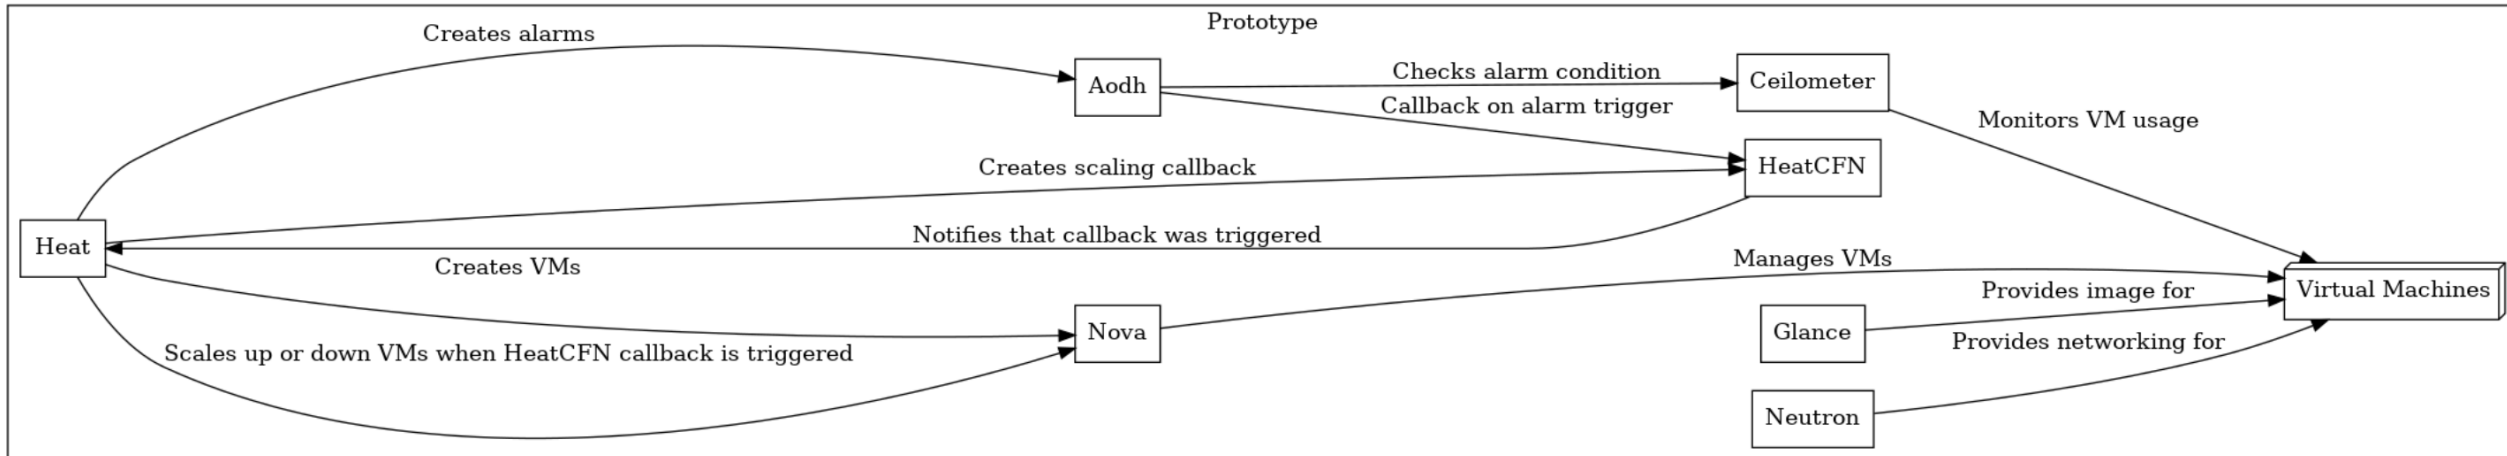 Prototype
Creates alarms
Aodh
Checks alarm condition
Ceilometer
Callback on alarm trigger
Monitors VM usage
Creates scaling callback
HeatCFN
Heat
Notifies that callback was triggered
Creates VMs
Manages VMs
Provides image for
Virtual Machines
Nova
Glance
Scales up or down VMs when HeatCFN callback is triggered
Provides networking for
Neutron